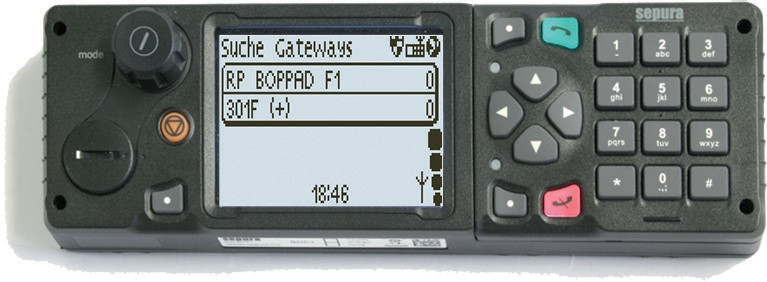 sepura
mode
Suche Gateways
RP BOPPAD F1 0
301F (+) 0
18:46
1 -
2 abc
3 def
4 ghi
5 jkl
6 mno
7 pqrs
8 tuv
9 wxyz
*
0
#
sepura